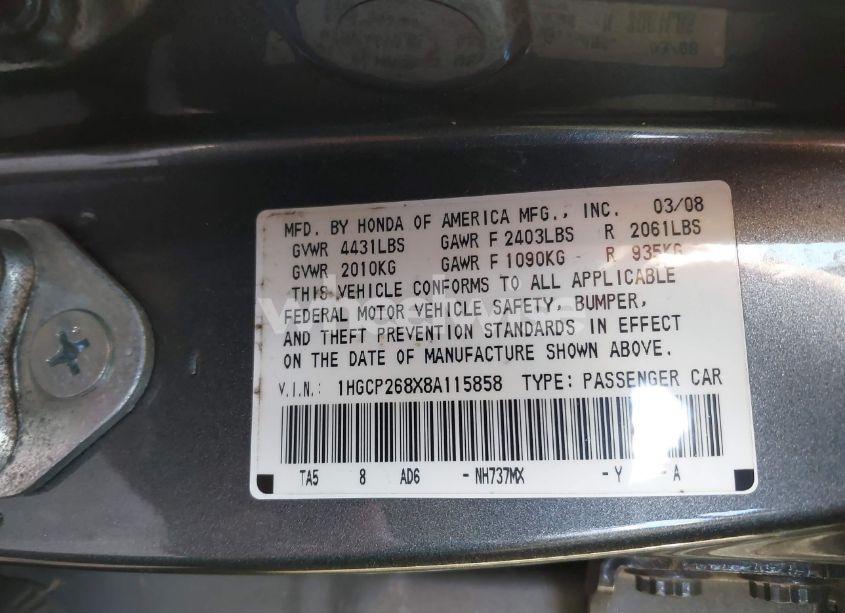 MFD. BY HONDA OF AMERICA MFG., INC. 03/08
GVWR 4431LBS GAWR F 2403LBS R 2061LBS
GVWR 2010KG GAWR F 1090KG - R 935KG
THIS VEHICLE CONFORMS TO ALL APPLICABLE
FEDERAL MOTOR VEHICLE SAFETY, BUMPER,
AND THEFT PREVENTION STANDARDS IN EFFECT
ON THE DATE OF MANUFACTURE SHOWN ABOVE.
V.I.N.: 1HGCP268X8A115858 TYPE: PASSENGER CAR
TA5 8 AD6 - NH737MX - Y - A